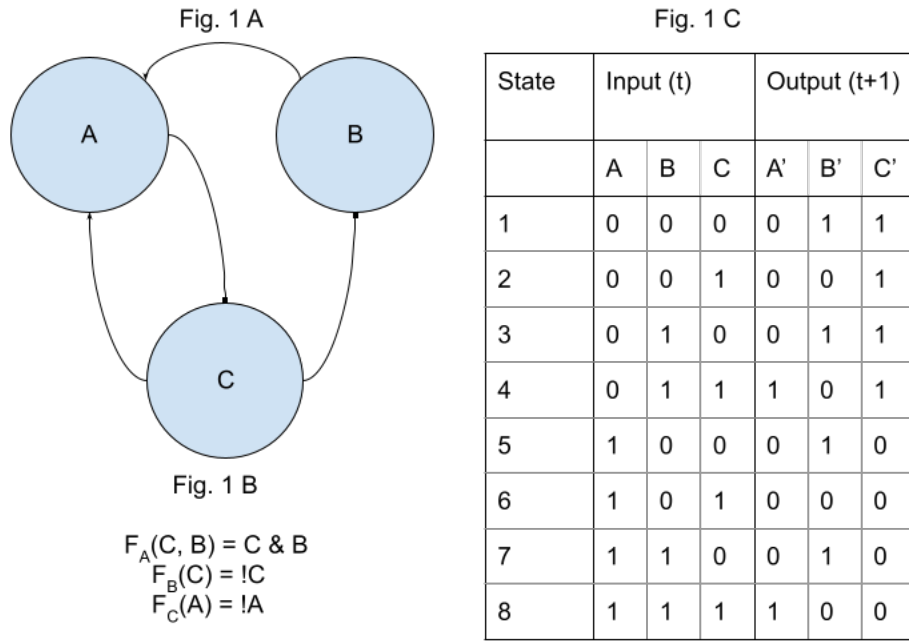 Fig. 1 A
A
B
C
Fig. 1 B
F_A(C, B) = C & B
F_B(C) = !C
F_C(A) = !A
Fig. 1 C
State Input (t) Output (t+1)
A B C A' B' C'
1 0 0 0 0 1 1
2 0 0 1 0 0 1
3 0 1 0 0 1 1
4 0 1 1 1 0 1
5 1 0 0 0 1 0
6 1 0 1 0 0 0
7 1 1 0 0 1 0
8 1 1 1 1 0 0